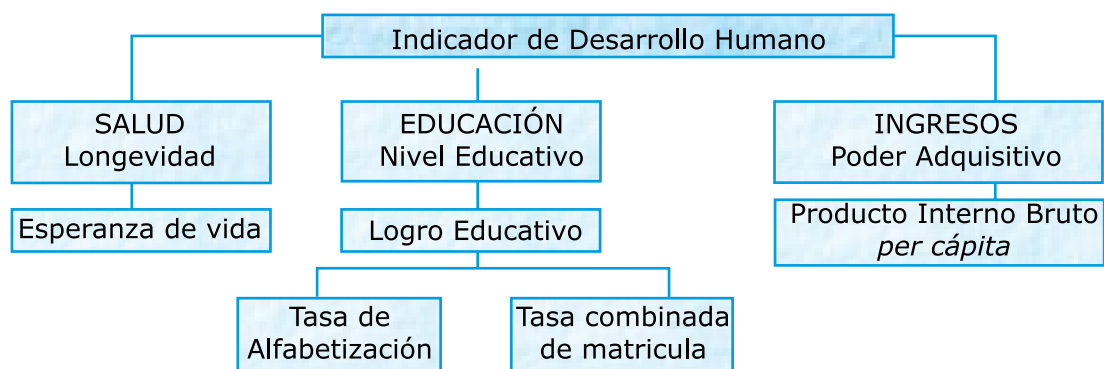 Indicador de Desarrollo Humano
SALUD
Longevidad
EDUCACIÓN
Nivel Educativo
INGRESOS
Poder Adquisitivo
Esperanza de vida
Logro Educativo
Producto Interno Bruto
per cápita
Tasa de
Alfabetización
Tasa combinada
de matricula